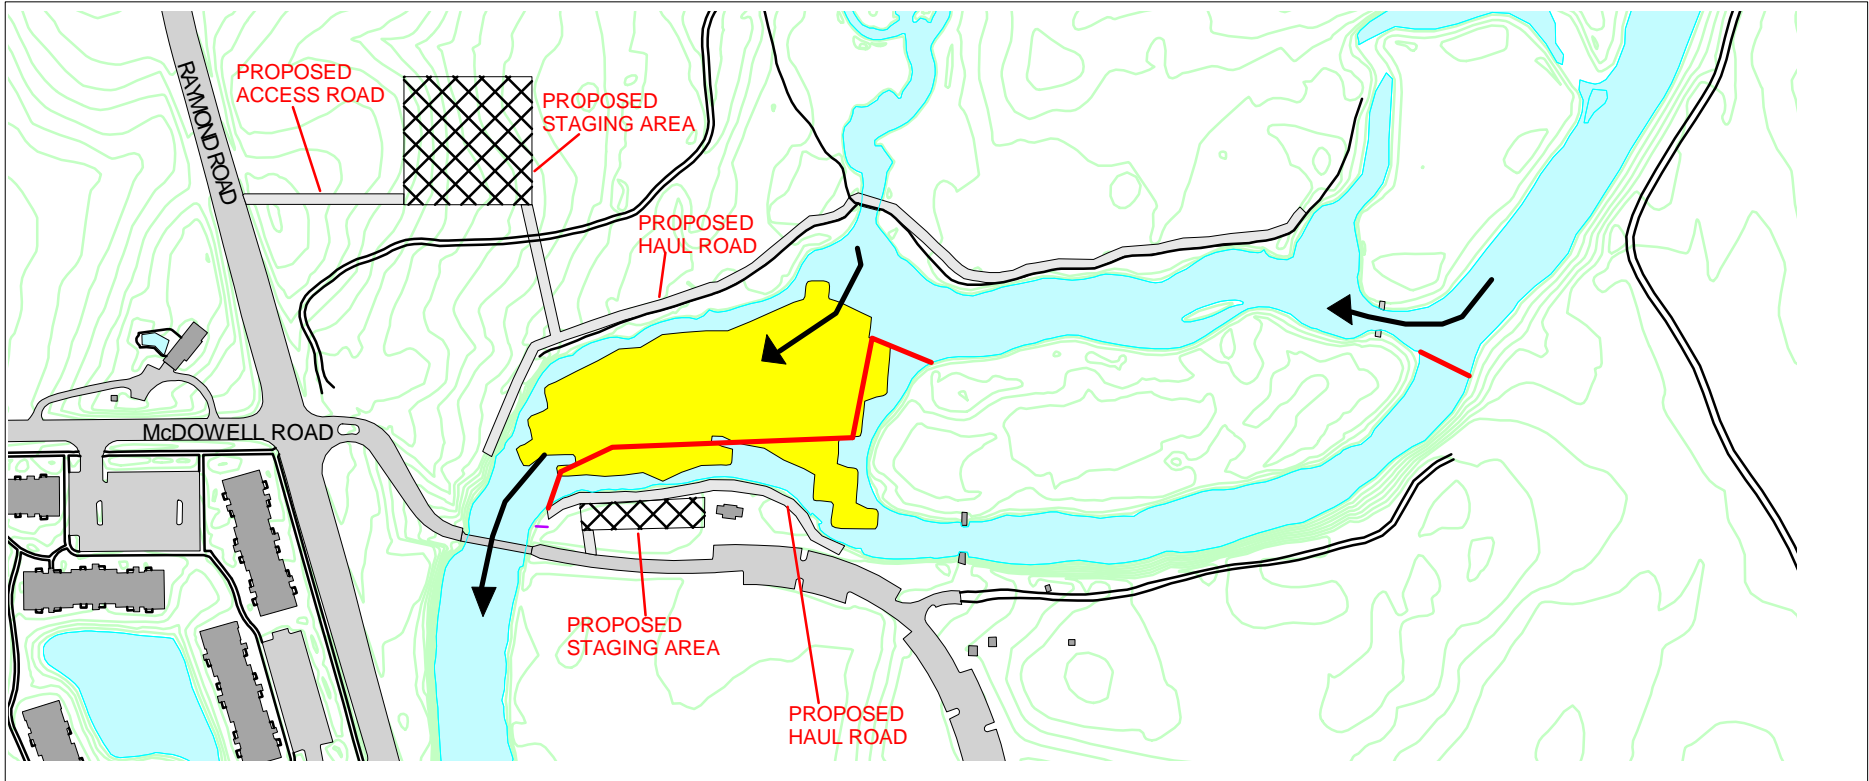 PROPOSED
ACCESS ROAD
PROPOSED
STAGING AREA
RAYMOND ROAD
PROPOSED
HAUL ROAD
McDOWELL ROAD
PROPOSED
STAGING AREA
PROPOSED
HAUL ROAD